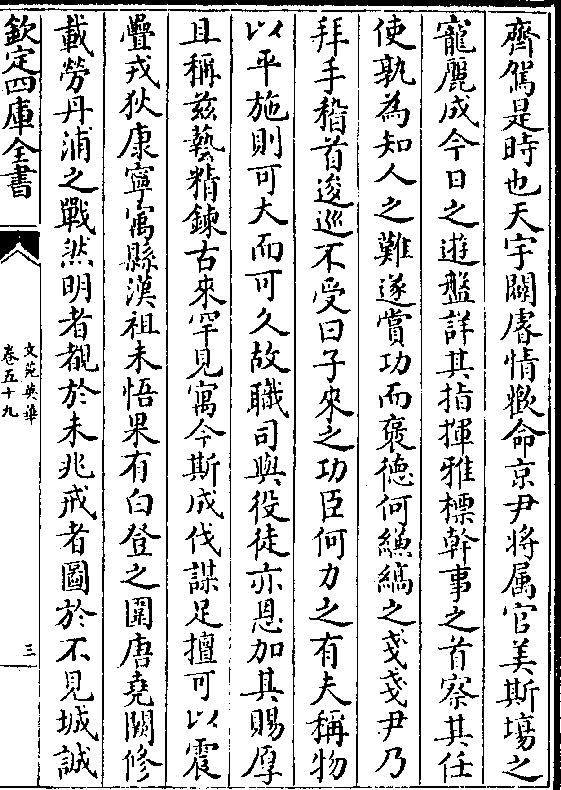 齊駕是時也天宇闢睿情歡命京尹將属官美斯塲之
寵麗成今日之遊盤詳其指揮雅標幹事之首察其任
使孰為知人之難遂賞功而褒德何縑縞之戔戔尹乃
拜手稽首逡巡不受曰子來之功臣何力之有夫稱物
以平施則可大而可久故職司與役徒亦恩加其賜厚
且稱兹藝精鍊古來罕見寓今斯成伐謀足擅可以震
疊戎狄康寧寓縣漢祖未悟果有白登之圍唐堯闕修
載勞丹浦之戰然明者覩於未兆戒者圖於不見城誠
欽定四庫全書
文苑英華
卷五十九
三